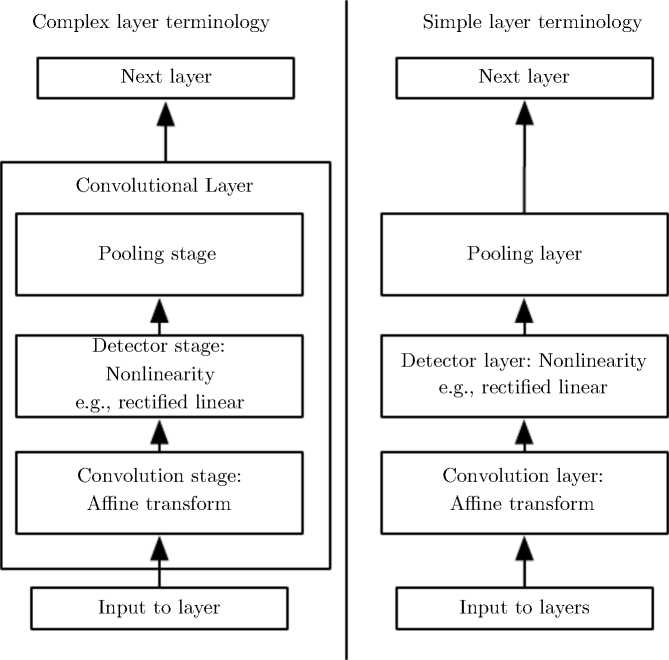 Complex layer terminology
Next layer
Convolutional Layer
Pooling stage
Detector stage:
Nonlinearity
e.g., rectified linear
Convolution stage:
Affine transform
Input to layer
Simple layer terminology
Next layer
Pooling layer
Detector layer: Nonlinearity
e.g., rectified linear
Convolution layer:
Affine transform
Input to layers